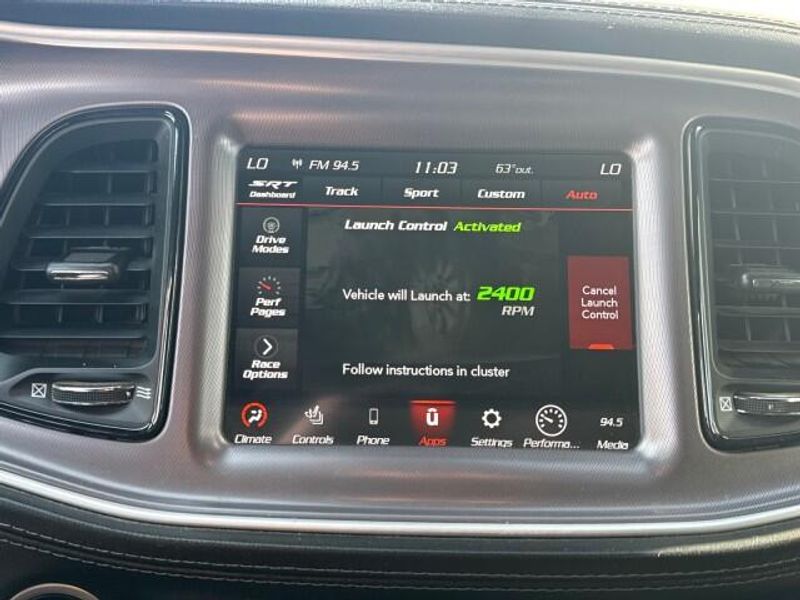 LO FM 94.5 11:03 63° out. LO
SRT Dashboard Track Sport Custom Auto
Launch Control Activated
Drive Modes
Vehicle will Launch at: 2400 RPM
Perf Pages
Cancel Launch Control
Race Options
Follow instructions in cluster
94.5
Climate Controls Phone Apps Settings Performa... Media